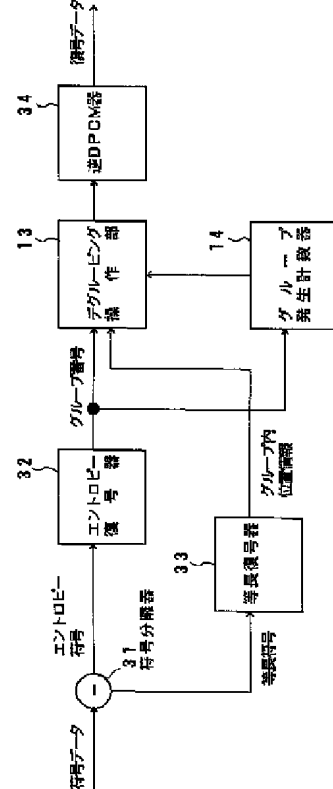 符号データ
31
符号分離器
エントロピー
符号
32
エントロピー
復号器
グループ番号
等長符号
33
等長復号器
グループ内
位置情報
13
デグルーピング
操作部
14
グループ
発生計数器
34
逆DPCM器
復号データ